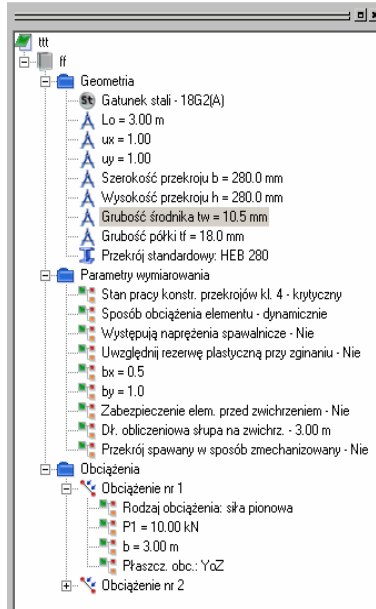 ttt
ff
Geometria
St Gatunek stali - 18G2(A)
Lo = 3.00 m
ux = 1.00
uy = 1.00
Szerokość przekroju b = 280.0 mm
Wysokość przekroju h = 280.0 mm
Grubość środnika tw = 10.5 mm
Grubość półki tf = 18.0 mm
Przekrój standardowy: HEB 280
Parametry wymiarowania
Stan pracy konstr. przekrojów kl. 4 - krytyczny
Sposób obciążenia elementu - dynamicznie
Występują naprężenia spawalnicze - Nie
Uwzględnij rezerwę plastyczną przy zginaniu - Nie
bx = 0.5
by = 1.0
Zabezpieczenie elem. przed zwichrzeniem - Nie
Dł. obliczeniowa słupa na zwichrz. - 3.00 m
Przekrój spawany w sposób zmechanizowany - Nie
Obciążenia
Obciążenie nr 1
Rodzaj obciążenia: siła pionowa
P1 = 10.00 kN
b = 3.00 m
Płaszcz. obc.: YoZ
Obciążenie nr 2